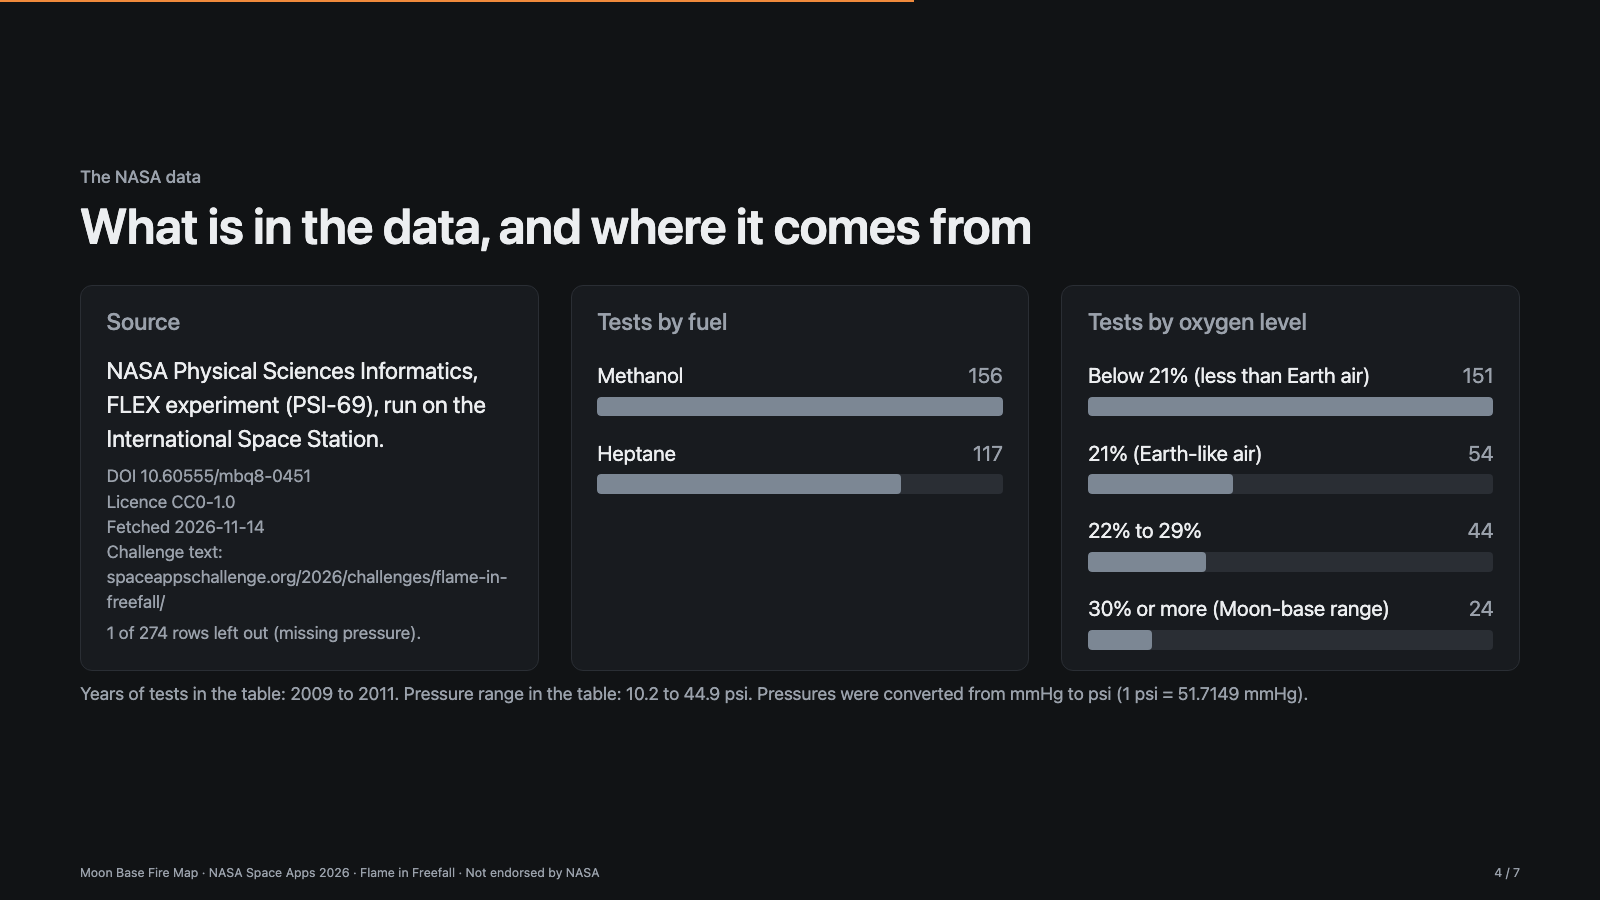 The NASA data
What is in the data, and where it comes from
Source
NASA Physical Sciences Informatics,
FLEX experiment (PSI-69), run on the
International Space Station.
DOI 10.60555/mbq8-0451
Licence CC0-1.0
Fetched 2026-11-14
Challenge text:
spaceappschallenge.org/2026/challenges/flame-in-
freefall/
1 of 274 rows left out (missing pressure).
Tests by fuel
Methanol 156
Heptane 117
Tests by oxygen level
Below 21% (less than Earth air) 151
21% (Earth-like air) 54
22% to 29% 44
30% or more (Moon-base range) 24
Years of tests in the table: 2009 to 2011. Pressure range in the table: 10.2 to 44.9 psi. Pressures were converted from mmHg to psi (1 psi = 51.7149 mmHg).
Moon Base Fire Map · NASA Space Apps 2026 · Flame in Freefall · Not endorsed by NASA
4 / 7